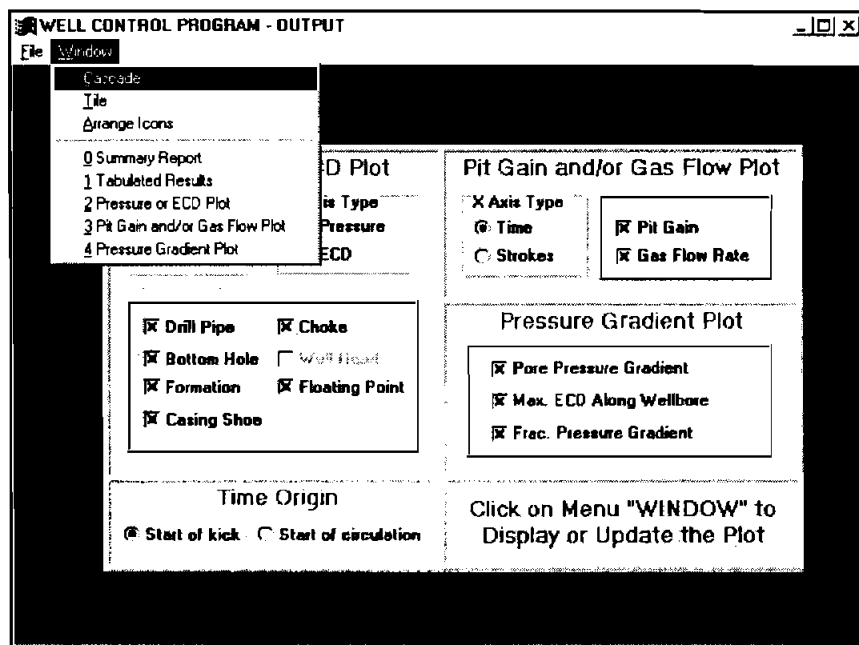 WELL CONTROL PROGRAM - OUTPUT
File Window
Cascade
Tile
Arrange Icons
0 Summary Report
1 Tabulated Results
2 Pressure or ECD Plot
3 Pit Gain and/or Gas Flow Plot
4 Pressure Gradient Plot
D Plot
is Type
Pressure
ECD
Drill Pipe
Choke
Bottom Hole
Well Head
Formation
Floating Point
Casing Shoe
Time Origin
Start of kick
Start of circulation
Pit Gain and/or Gas Flow Plot
X Axis Type
Time
Strokes
Pit Gain
Gas Flow Rate
Pressure Gradient Plot
Pore Pressure Gradient
Max. ECD Along Wellbore
Frac. Pressure Gradient
Click on Menu "WINDOW" to
Display or Update the Plot